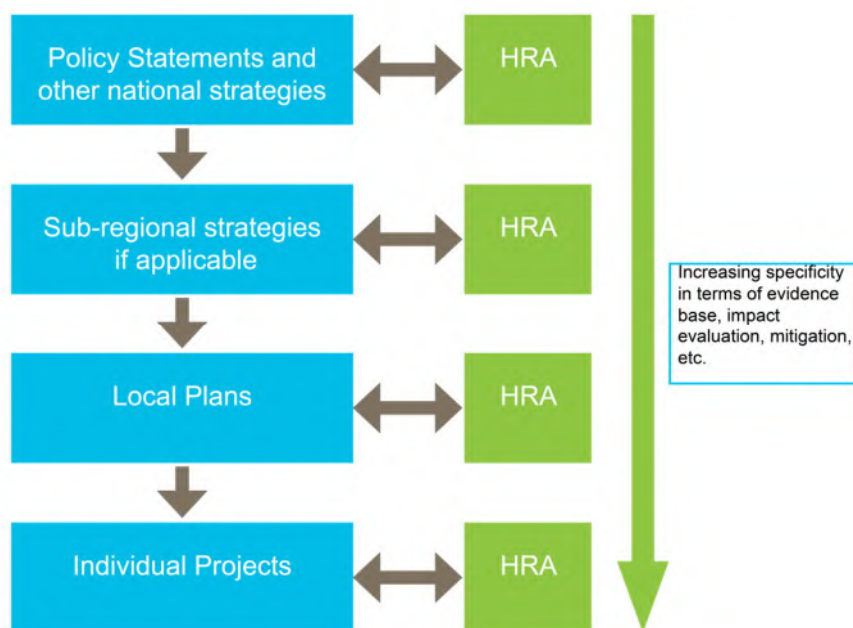 Policy Statements and
other national strategies
HRA
Sub-regional strategies
if applicable
HRA
Increasing specificity
in terms of evidence
base, impact
evaluation, mitigation,
etc.
Local Plans
HRA
Individual Projects
HRA